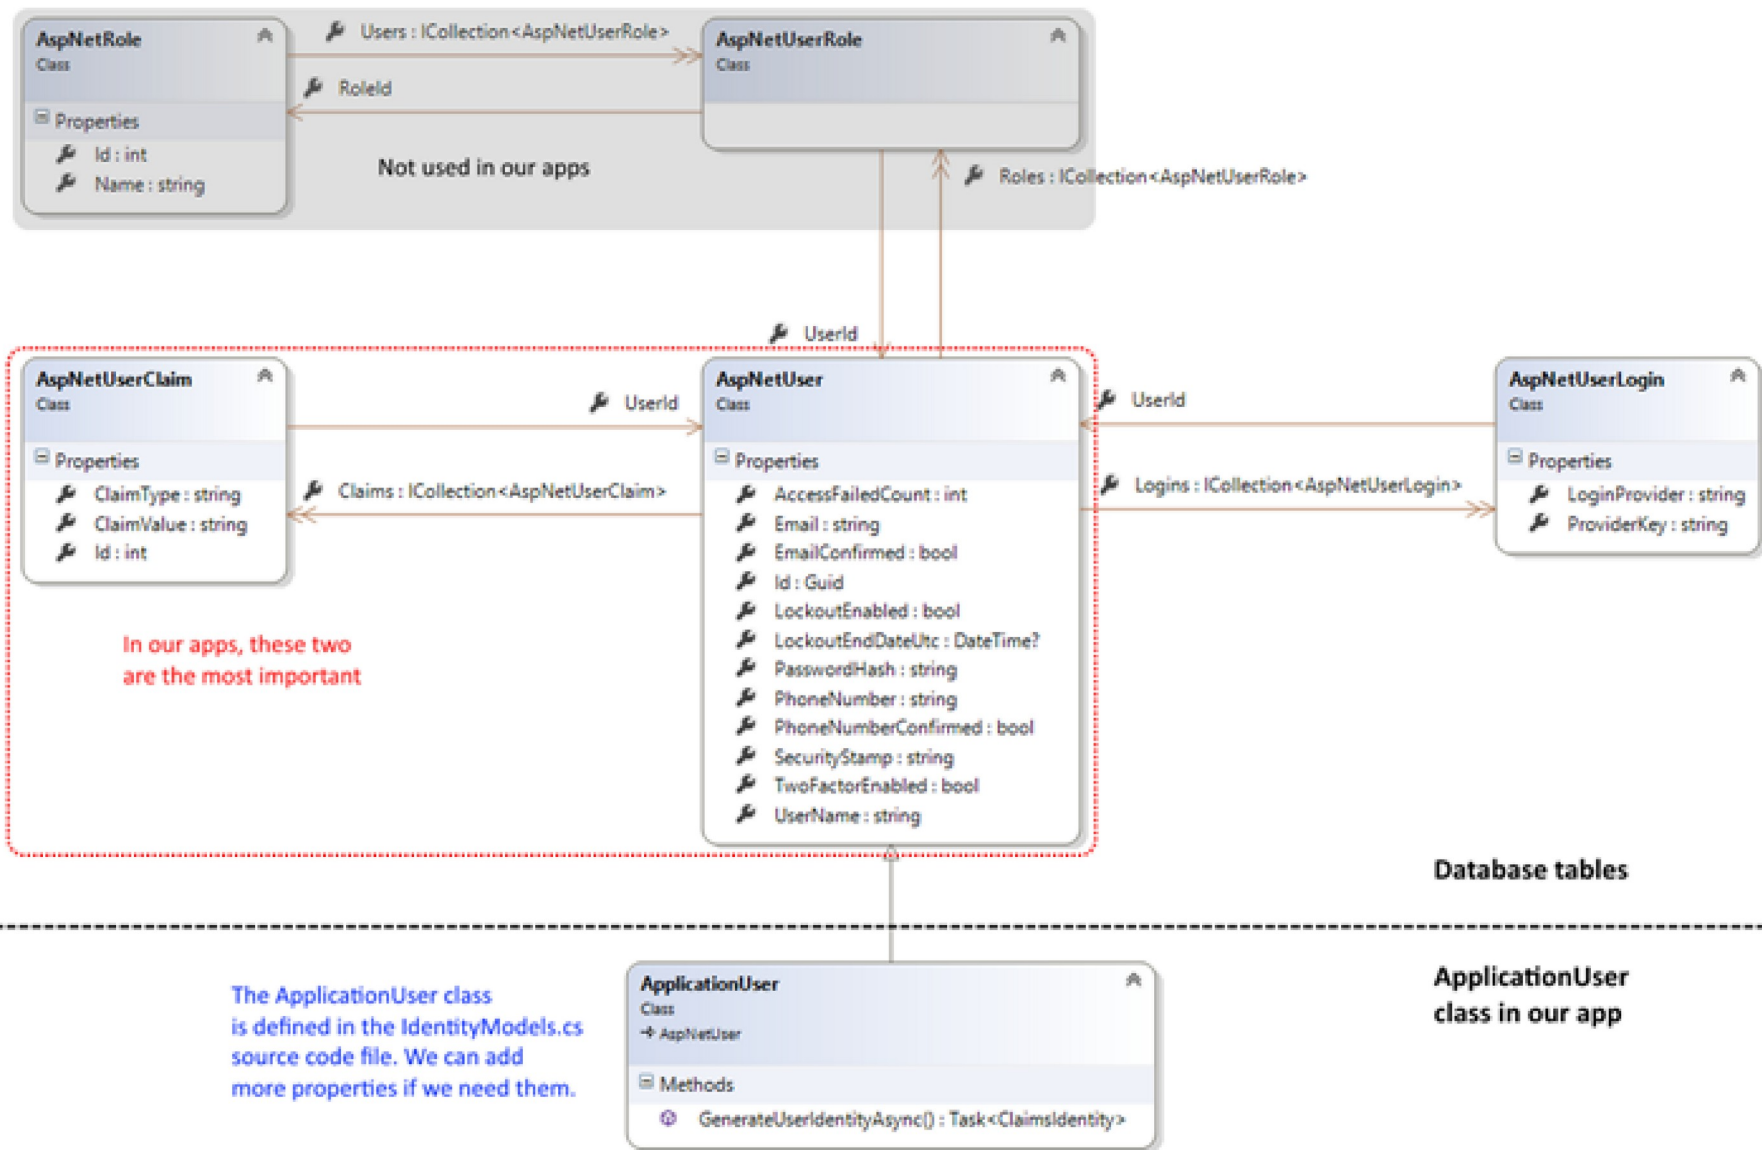 AspNetRole
Class
Properties
Id : int
Name : string
Users : ICollection<AspNetUserRole>
RoleId
Not used in our apps
AspNetUserRole
Class
Roles : ICollection<AspNetUserRole>
UserId
AspNetUserClaim
Class
Properties
ClaimType : string
ClaimValue : string
Id : int
UserId
Claims : ICollection<AspNetUserClaim>
In our apps, these two
are the most important
AspNetUser
Class
Properties
AccessFailedCount : int
Email : string
EmailConfirmed : bool
Id : Guid
LockoutEnabled : bool
LockoutEndDateUtc : DateTime?
PasswordHash : string
PhoneNumber : string
PhoneNumberConfirmed : bool
SecurityStamp : string
TwoFactorEnabled : bool
UserName : string
UserId
Logins : ICollection<AspNetUserLogin>
AspNetUserLogin
Class
Properties
LoginProvider : string
ProviderKey : string
Database tables
The ApplicationUser class
is defined in the IdentityModels.cs
source code file. We can add
more properties if we need them.
ApplicationUser
Class
AspNetUser
Methods
GenerateUserIdentityAsync() : Task<ClaimsIdentity>
ApplicationUser
class in our app